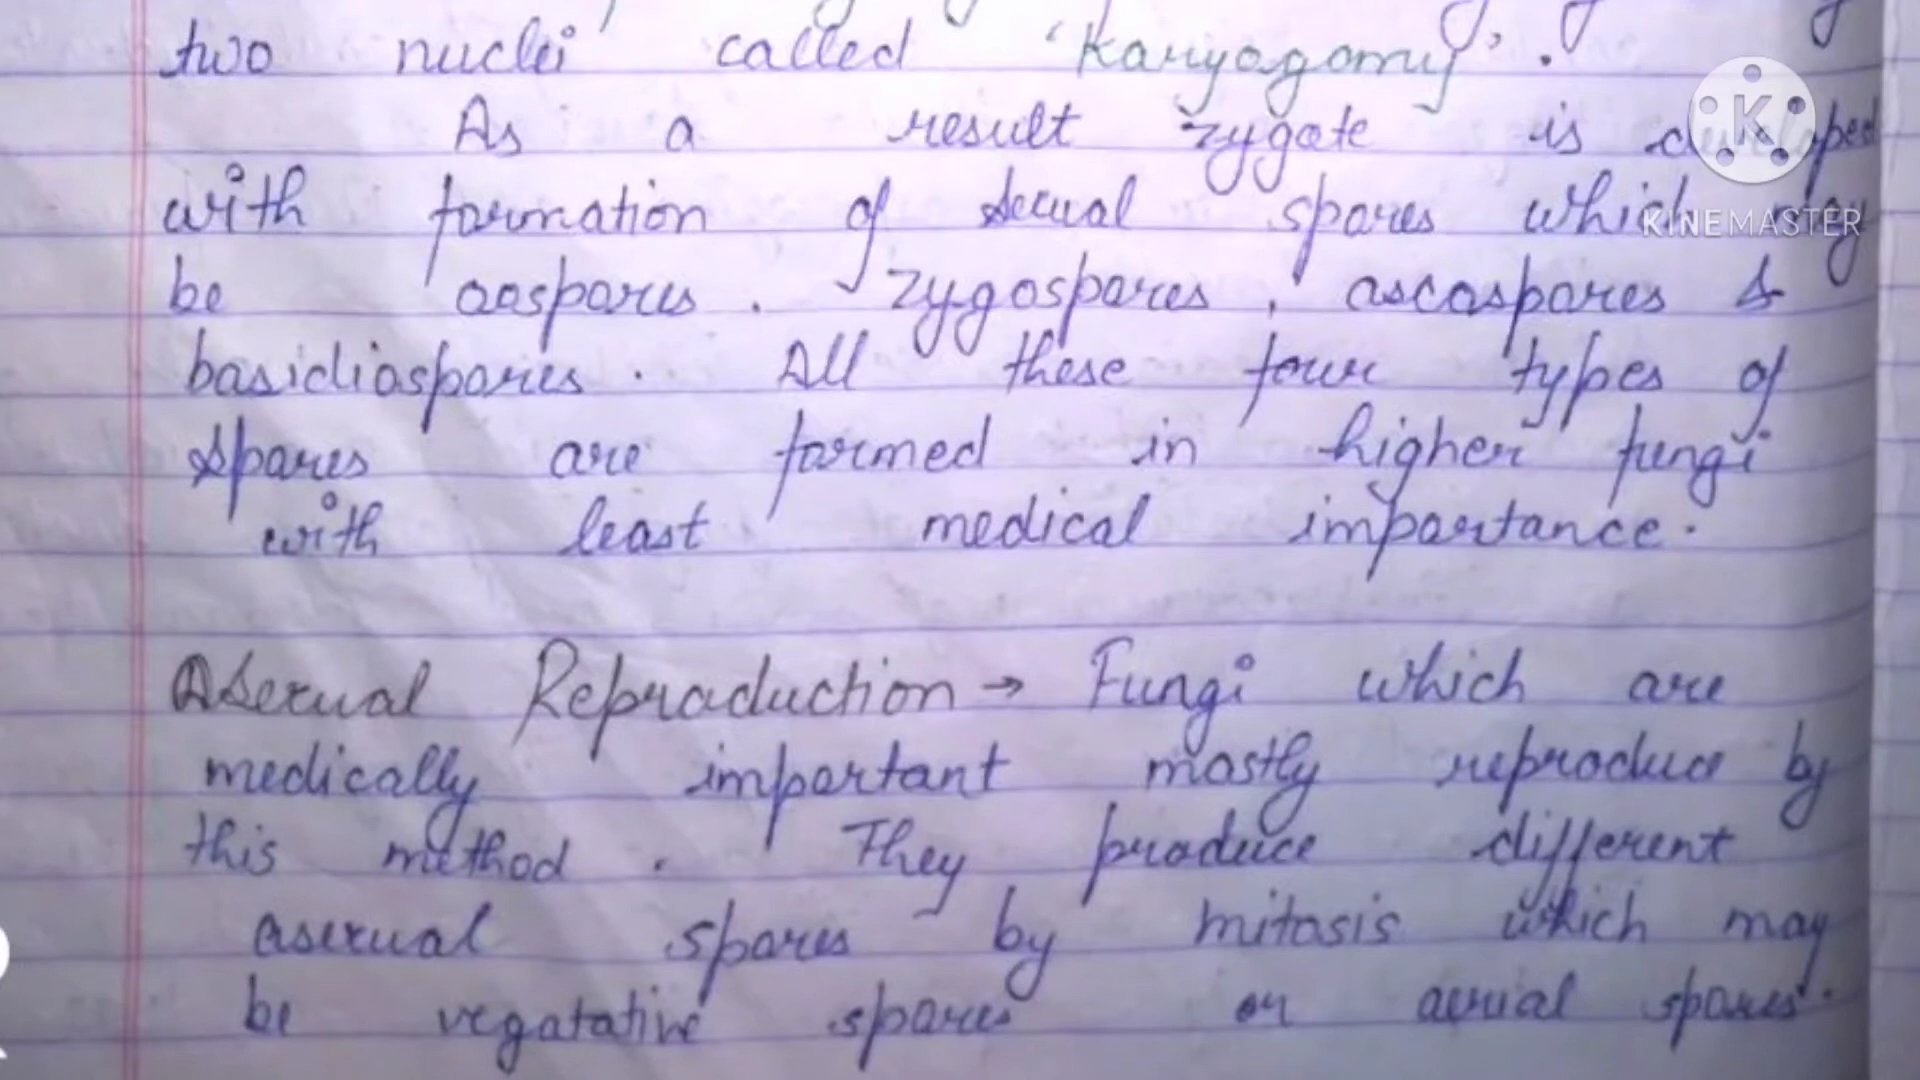 two nuclei called 'Karyogomy'.
As a result zygote is developed
with formation of sexual spores which may
be oospores. Zygospores, ascospores &
basidiospores. All these four types of
spores are formed in higher fungi
with least medical importance.
Asexual Reproduction → Fungi which are
medically important mostly reproduce by
this method. They produce different
asexual spores by mitosis which may
be vegatative spores or aerial spores.
KINEMASTER